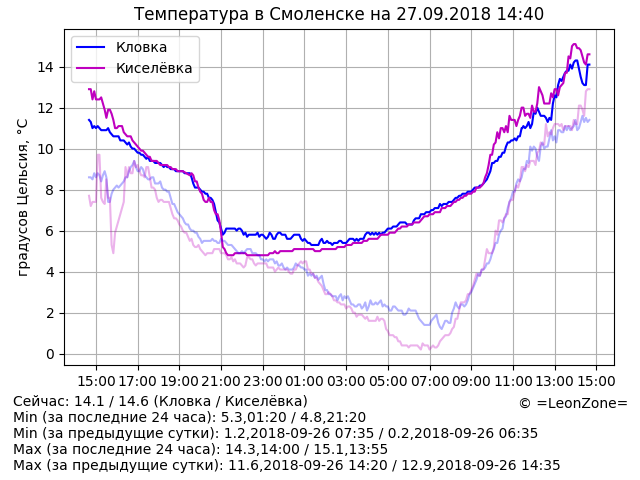 Температура в Смоленске на 27.09.2018 14:40
Кловка
Киселёвка
градусов Цельсия, °C
14
12
10
8
6
4
2
0
15:00 17:00 19:00 21:00 23:00 01:00 03:00 05:00 07:00 09:00 11:00 13:00 15:00
Сейчас: 14.1 / 14.6 (Кловка / Киселёвка)
© =LeonZone=
Min (за последние 24 часа): 5.3,01:20 / 4.8,21:20
Min (за предыдущие сутки): 1.2,2018-09-26 07:35 / 0.2,2018-09-26 06:35
Max (за последние 24 часа): 14.3,14:00 / 15.1,13:55
Max (за предыдущие сутки): 11.6,2018-09-26 14:20 / 12.9,2018-09-26 14:35